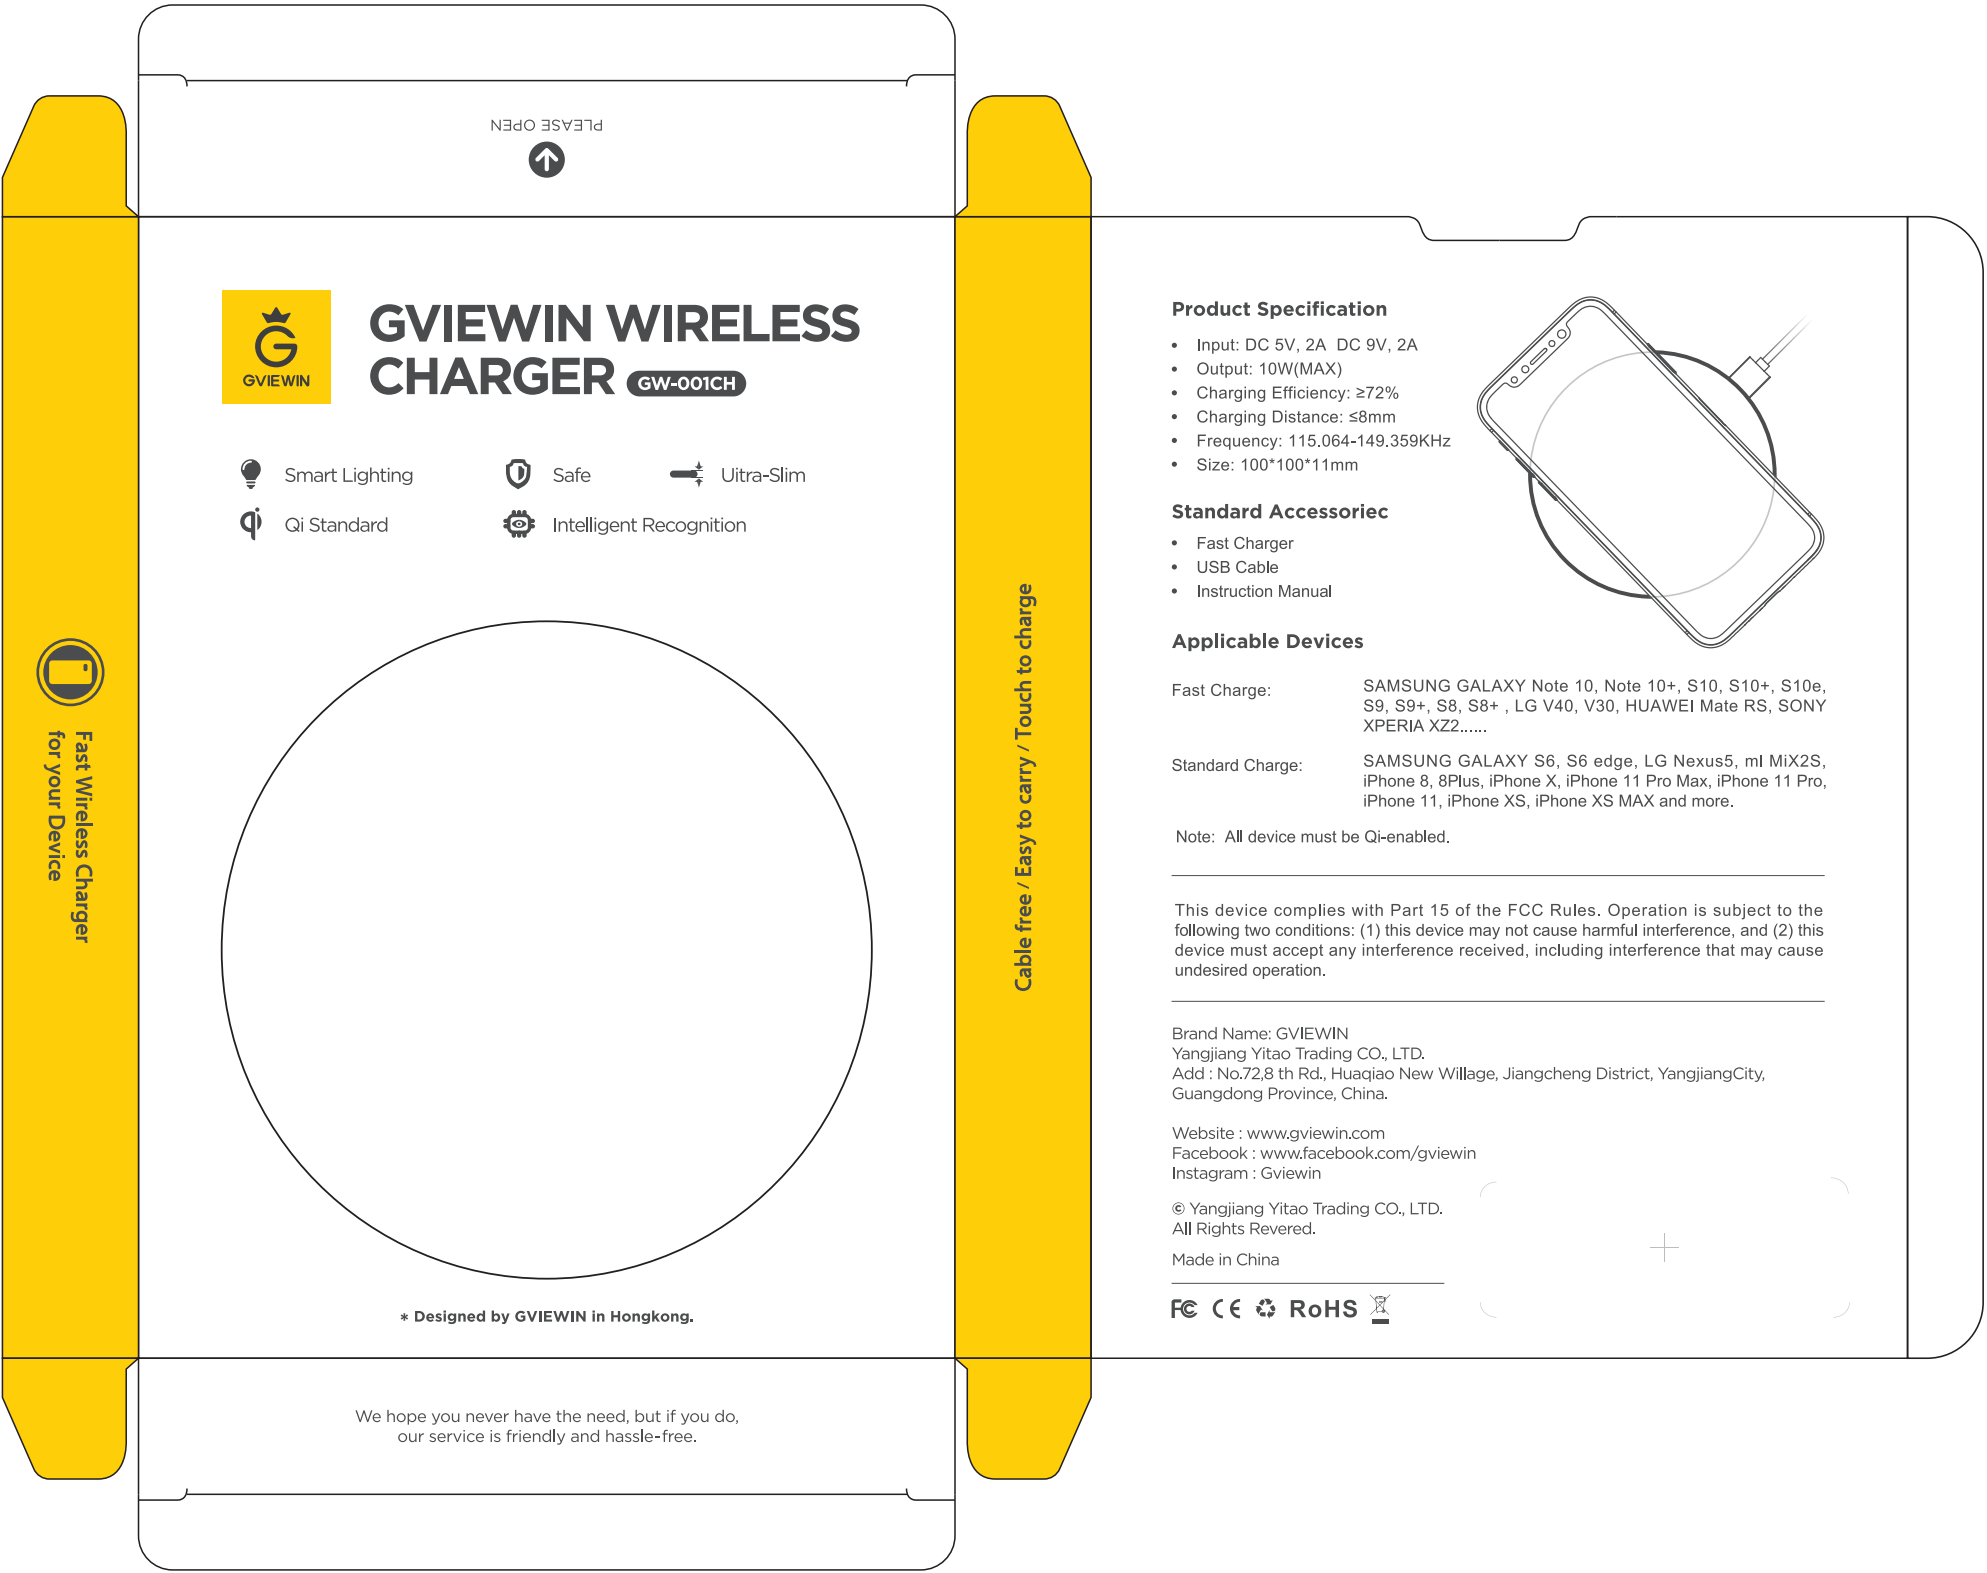 PLEASE OPEN
GVIEWIN
GVIEWIN WIRELESS
CHARGER GW-001CH
Smart Lighting
Safe
Uitra-Slim
Qi Standard
Intelligent Recognition
* Designed by GVIEWIN in Hongkong.
We hope you never have the need, but if you do,
our service is friendly and hassle-free.
Fast Wireless Charger
for your Device
Cable free / Easy to carry / Touch to charge
Product Specification
• Input: DC 5V, 2A DC 9V, 2A
• Output: 10W(MAX)
• Charging Efficiency: ≥72%
• Charging Distance: ≤8mm
• Frequency: 115.064-149.359KHz
• Size: 100*100*11mm
Standard Accessoriec
• Fast Charger
• USB Cable
• Instruction Manual
Applicable Devices
Fast Charge: SAMSUNG GALAXY Note 10, Note 10+, S10, S10+, S10e,
S9, S9+, S8, S8+ , LG V40, V30, HUAWEI Mate RS, SONY
XPERIA XZ2......
Standard Charge: SAMSUNG GALAXY S6, S6 edge, LG Nexus5, ml MiX2S,
iPhone 8, 8Plus, iPhone X, iPhone 11 Pro Max, iPhone 11 Pro,
iPhone 11, iPhone XS, iPhone XS MAX and more.
Note: All device must be Qi-enabled.
This device complies with Part 15 of the FCC Rules. Operation is subject to the
following two conditions: (1) this device may not cause harmful interference, and (2) this
device must accept any interference received, including interference that may cause
undesired operation.
Brand Name: GVIEWIN
Yangjiang Yitao Trading CO., LTD.
Add : No.72,8 th Rd., Huaqiao New Willage, Jiangcheng District, YangjiangCity,
Guangdong Province, China.
Website : www.gviewin.com
Facebook : www.facebook.com/gviewin
Instagram : Gviewin
© Yangjiang Yitao Trading CO., LTD.
All Rights Revered.
Made in China
FC CE RoHS